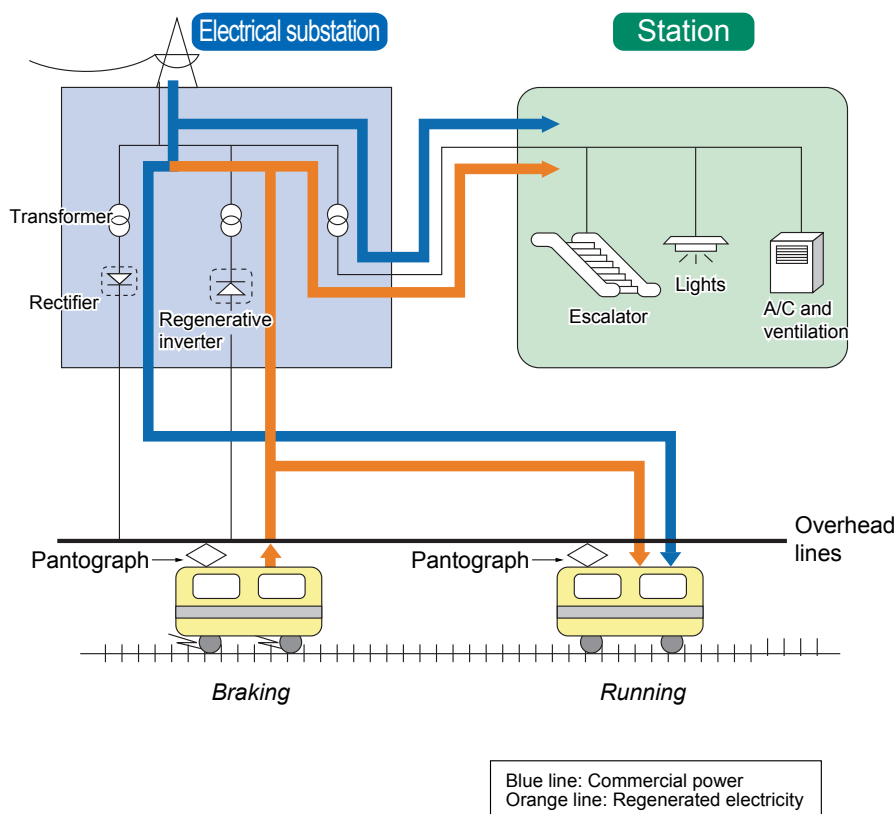 Electrical substation
Station
Transformer
Rectifier
Regenerative
inverter
Escalator
Lights
A/C and
ventilation
Overhead
lines
Pantograph
Pantograph
Braking
Running
Blue line: Commercial power
Orange line: Regenerated electricity